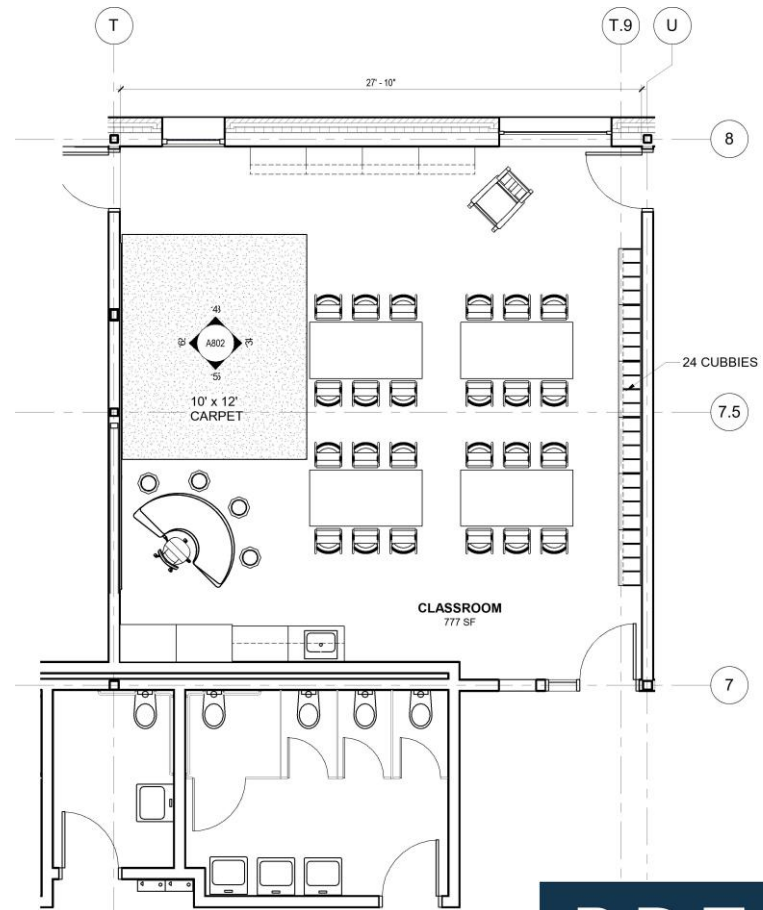 T
T.9
U
27' - 10"
8
24 CUBBIES
A802
10' x 12'
CARPET
7.5
CLASSROOM
777 SF
7